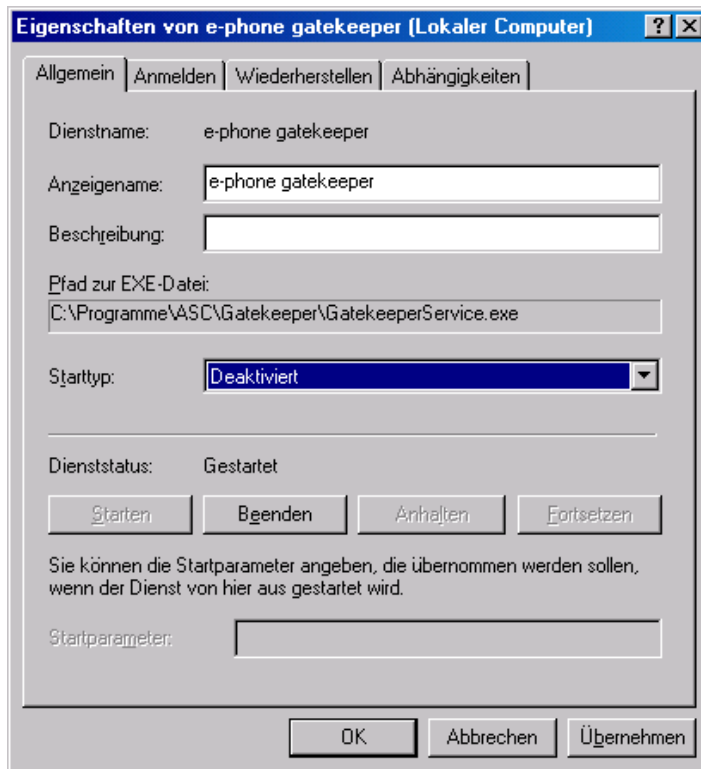 Eigenschaften von e-phone gatekeeper (Lokaler Computer)
Allgemein Anmelden Wiederherstellen Abhängigkeiten
Dienstname: e-phone gatekeeper
Anzeigename: e-phone gatekeeper
Beschreibung:
Pfad zur EXE-Datei:
C:\Programme\ASC\Gatekeeper\GatekeeperService.exe
Starttyp: Deaktiviert
Dienststatus: Gestartet
Starten Beenden Anhalten Fortsetzen
Sie können die Startparameter angeben, die übernommen werden sollen,
wenn der Dienst von hier aus gestartet wird.
Startparameter:
OK Abbrechen Übernehmen